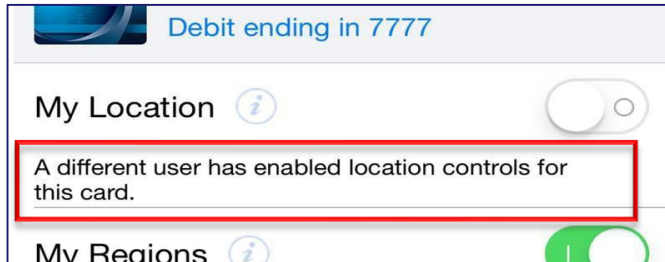 Debit ending in 7777
My Location
A different user has enabled location controls for
this card.
My Regions